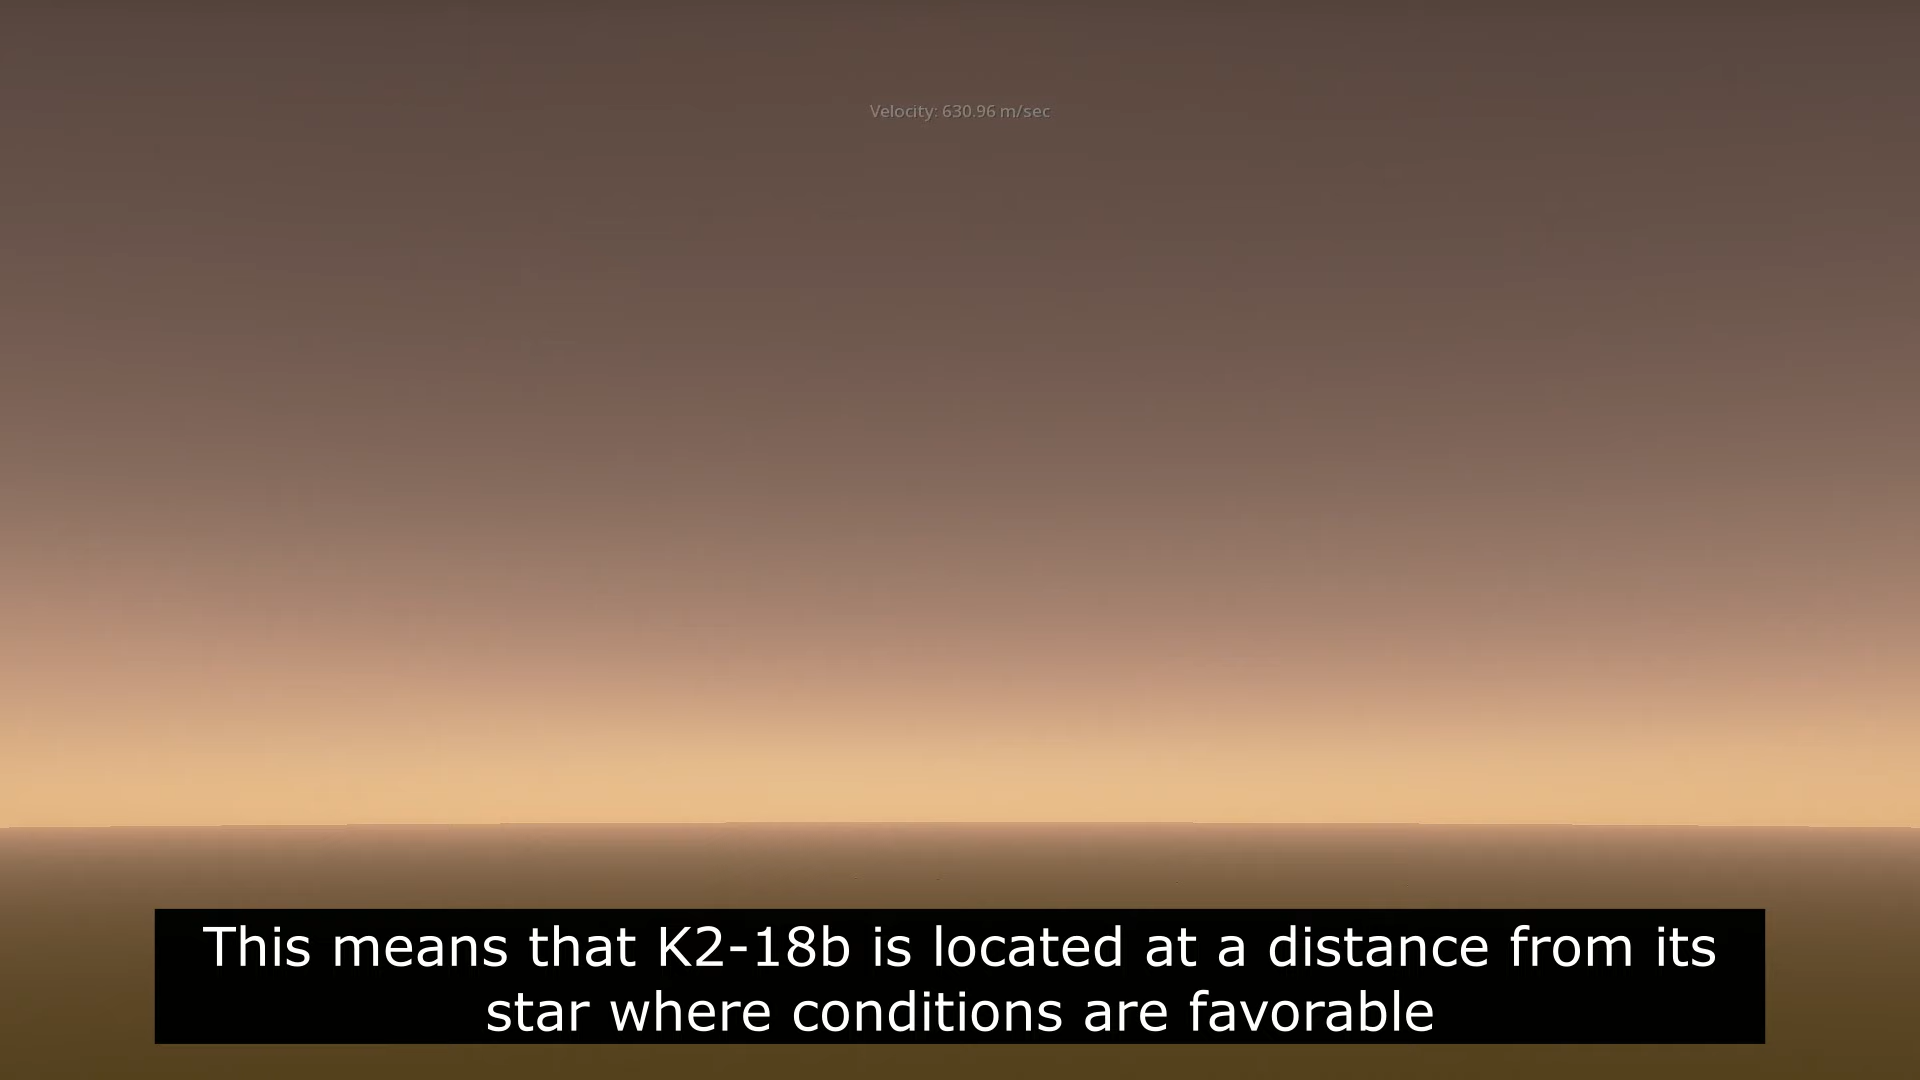 Velocity: 630.96 m/sec
This means that K2-18b is located at a distance from its
star where conditions are favorable